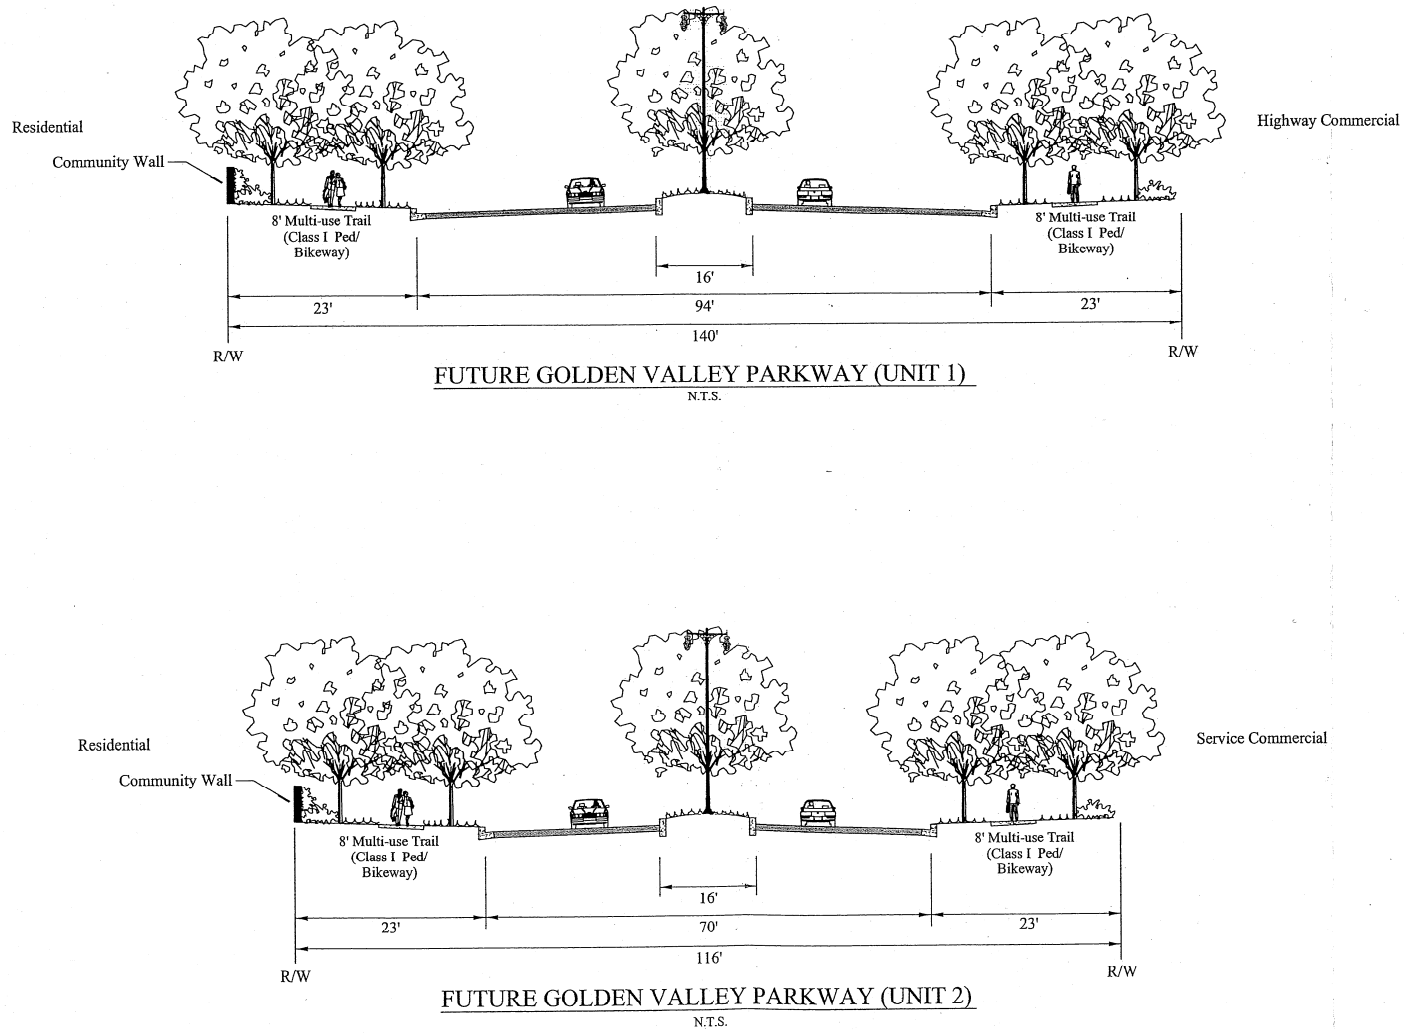 Residential
Highway Commercial
Community Wall
8' Multi-use Trail
(Class I Ped/
Bikeway)
8' Multi-use Trail
(Class I Ped/
Bikeway)
16'
23'
94'
23'
140'
R/W
R/W
FUTURE GOLDEN VALLEY PARKWAY (UNIT 1)
N.T.S.
Residential
Service Commercial
Community Wall
8' Multi-use Trail
(Class I Ped/
Bikeway)
8' Multi-use Trail
(Class I Ped/
Bikeway)
16'
23'
70'
23'
116'
R/W
R/W
FUTURE GOLDEN VALLEY PARKWAY (UNIT 2)
N.T.S.